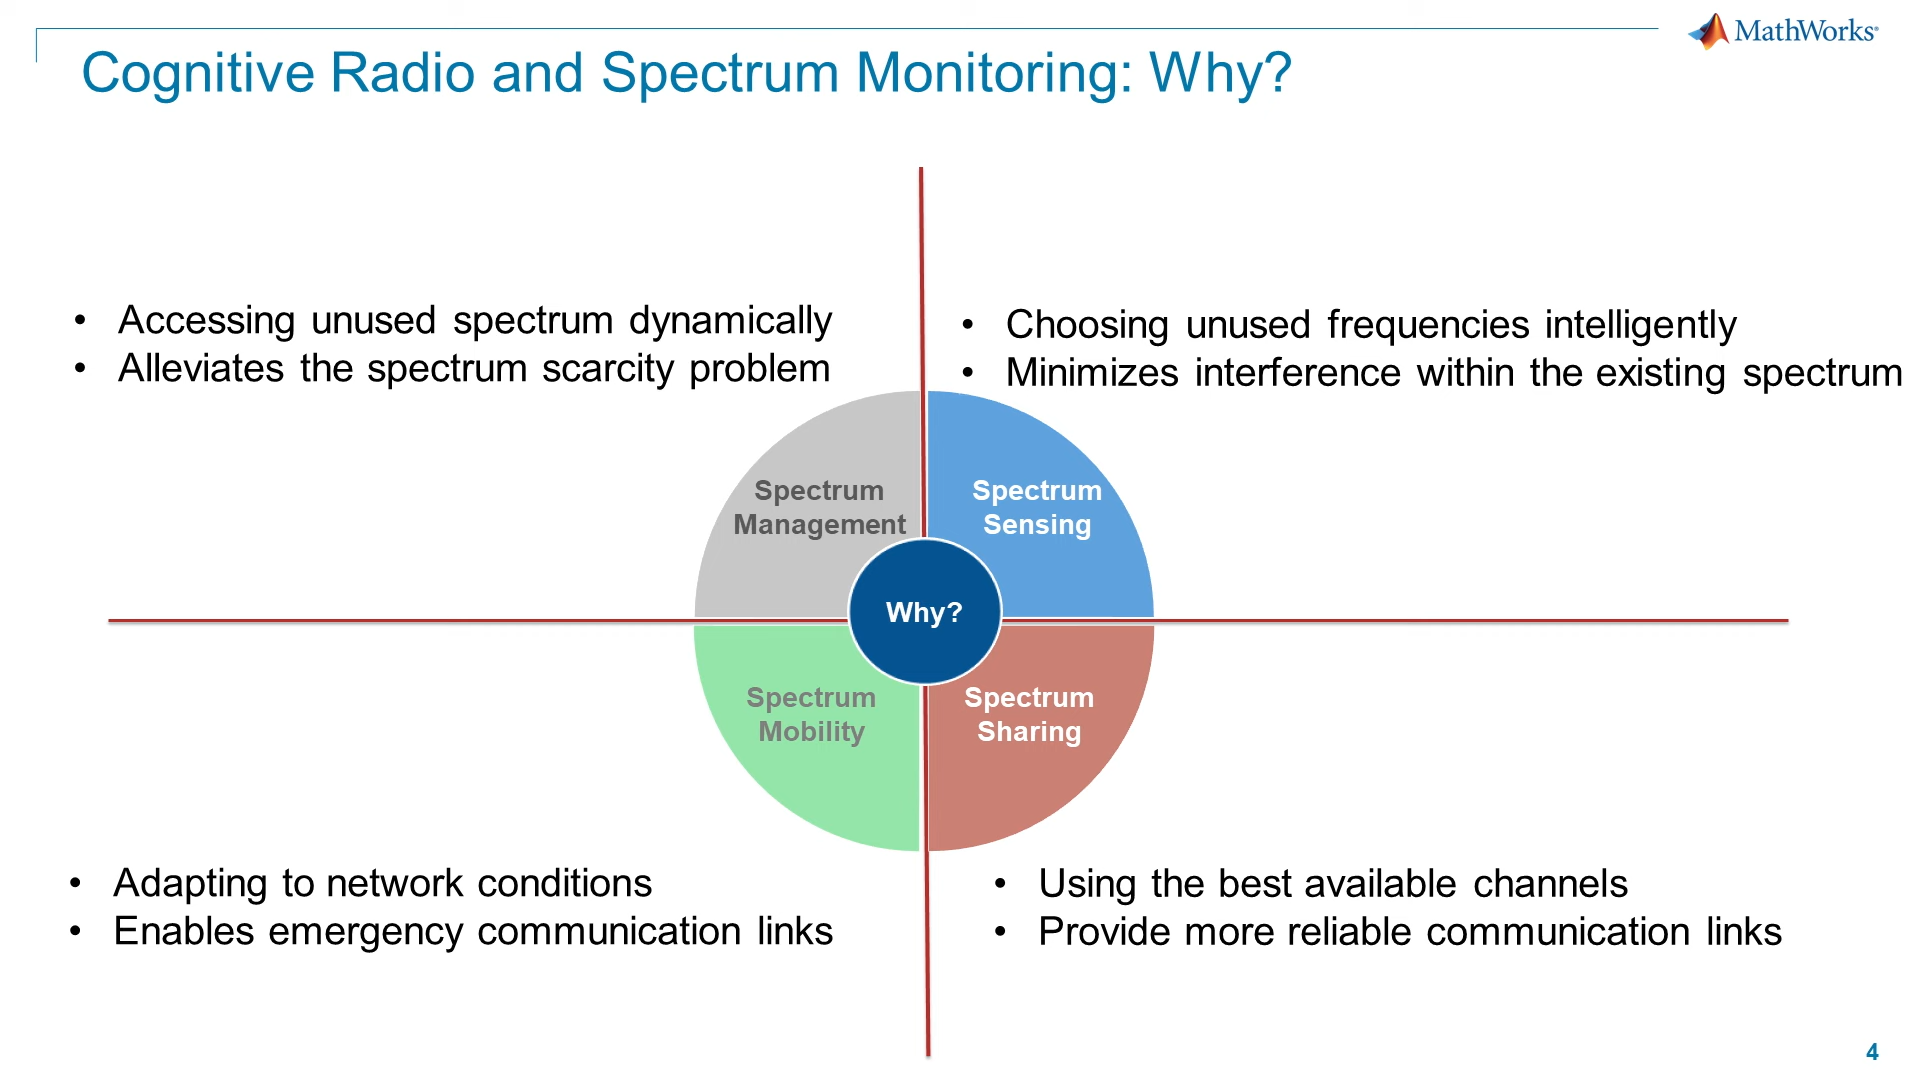 MathWorks®
Cognitive Radio and Spectrum Monitoring: Why?
• Accessing unused spectrum dynamically
• Alleviates the spectrum scarcity problem
• Choosing unused frequencies intelligently
• Minimizes interference within the existing spectrum
Spectrum
Management
Spectrum
Sensing
Why?
Spectrum
Mobility
Spectrum
Sharing
• Adapting to network conditions
• Enables emergency communication links
• Using the best available channels
• Provide more reliable communication links
4